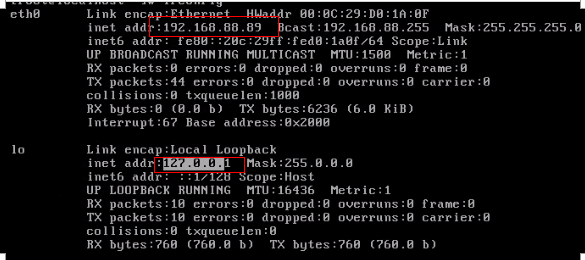 eth0 Link encap:Ethernet HWaddr 00:0C:29:D0:1A:0F
inet addr:192.168.88.89 Bcast:192.168.88.255 Mask:255.255.255.0
inet6 addr: fe80::20c:29ff:fed0:1a0f/64 Scope:Link
UP BROADCAST RUNNING MULTICAST MTU:1500 Metric:1
RX packets:0 errors:0 dropped:0 overruns:0 frame:0
TX packets:44 errors:0 dropped:0 overruns:0 carrier:0
collisions:0 txqueuelen:1000
RX bytes:0 (0.0 b) TX bytes:6236 (6.0 KiB)
Interrupt:67 Base address:0x2000
lo Link encap:Local Loopback
inet addr:127.0.0.1 Mask:255.0.0.0
inet6 addr: ::1/128 Scope:Host
UP LOOPBACK RUNNING MTU:16436 Metric:1
RX packets:10 errors:0 dropped:0 overruns:0 frame:0
TX packets:10 errors:0 dropped:0 overruns:0 carrier:0
collisions:0 txqueuelen:0
RX bytes:760 (760.0 b) TX bytes:760 (760.0 b)